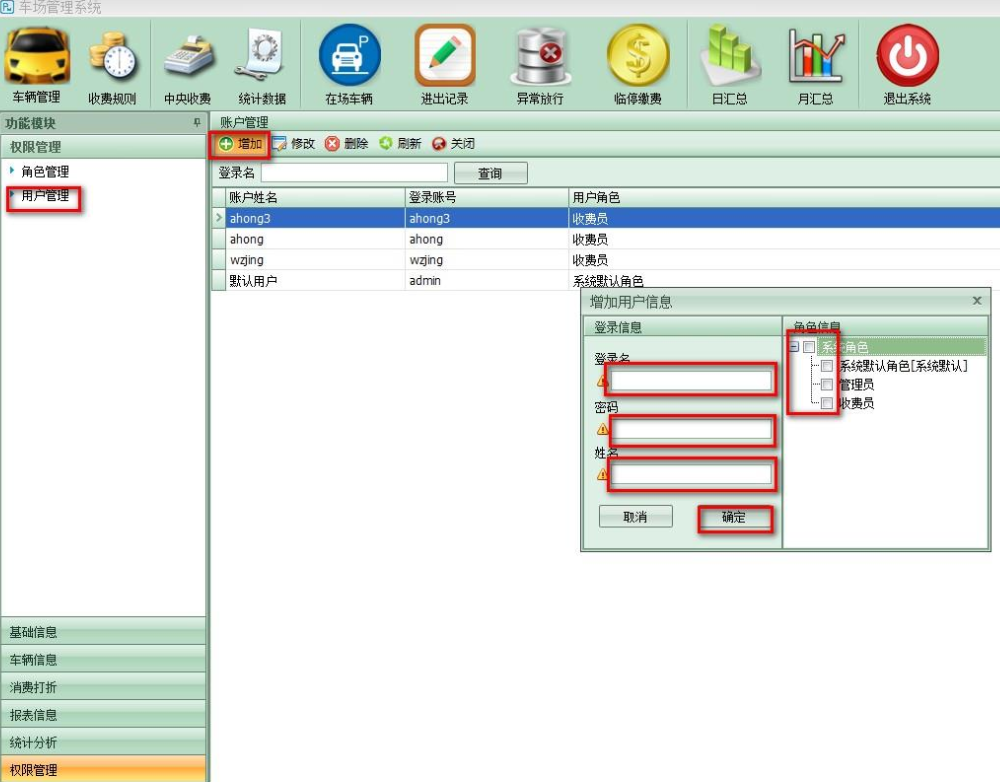 车场管理系统
车辆管理 收费规则 中央收费 统计数据 在场车辆 进出记录 异常放行 临停缴费 日汇总 月汇总 退出系统
功能模块
账户管理
权限管理
增加 修改 删除 刷新 关闭
角色管理
登录名 查询
用户管理
账户姓名 登录账号 用户角色
ahong3 ahong3 收费员
ahong ahong 收费员
wzjing wzjing 收费员
默认用户 admin 系统默认角色
增加用户信息
登录信息 角色信息
系统角色
登录名
系统默认角色[系统默认]
管理员
密码
收费员
姓名
取消 确定
基础信息
车辆信息
消费打折
报表信息
统计分析
权限管理